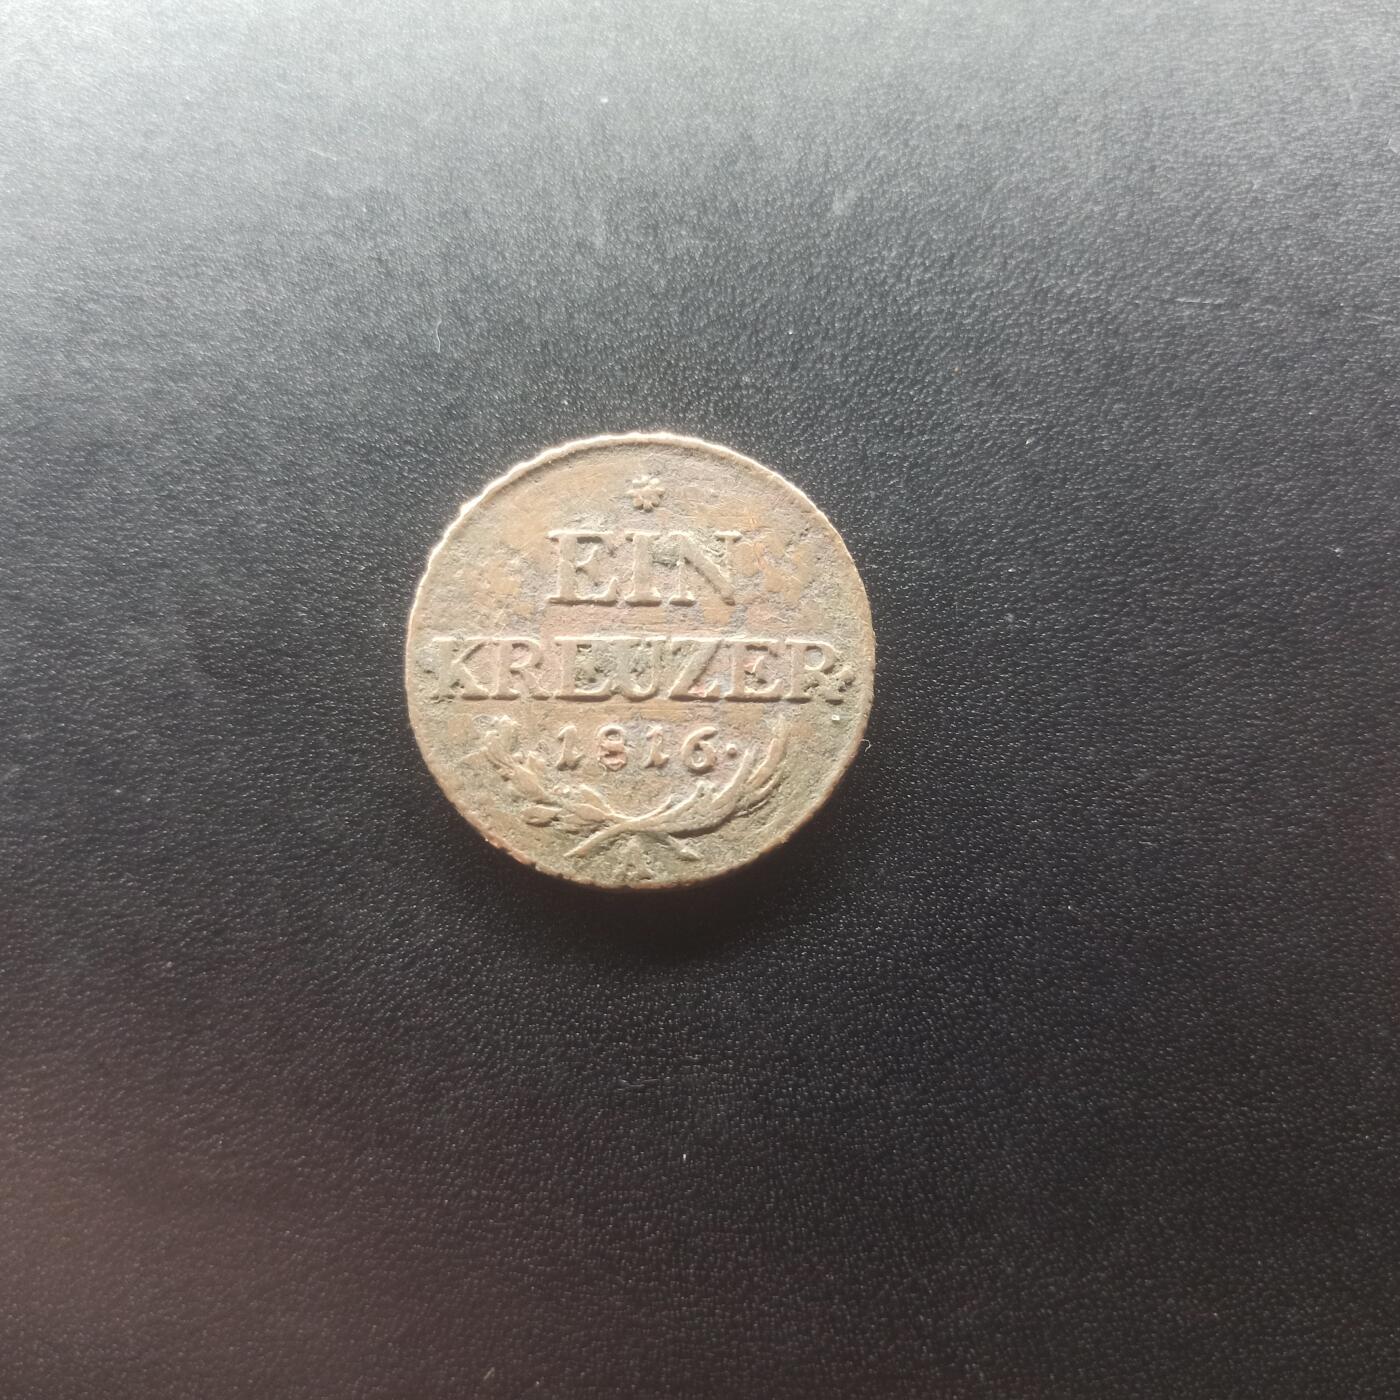 EIN
KREUZER
·1816·
A